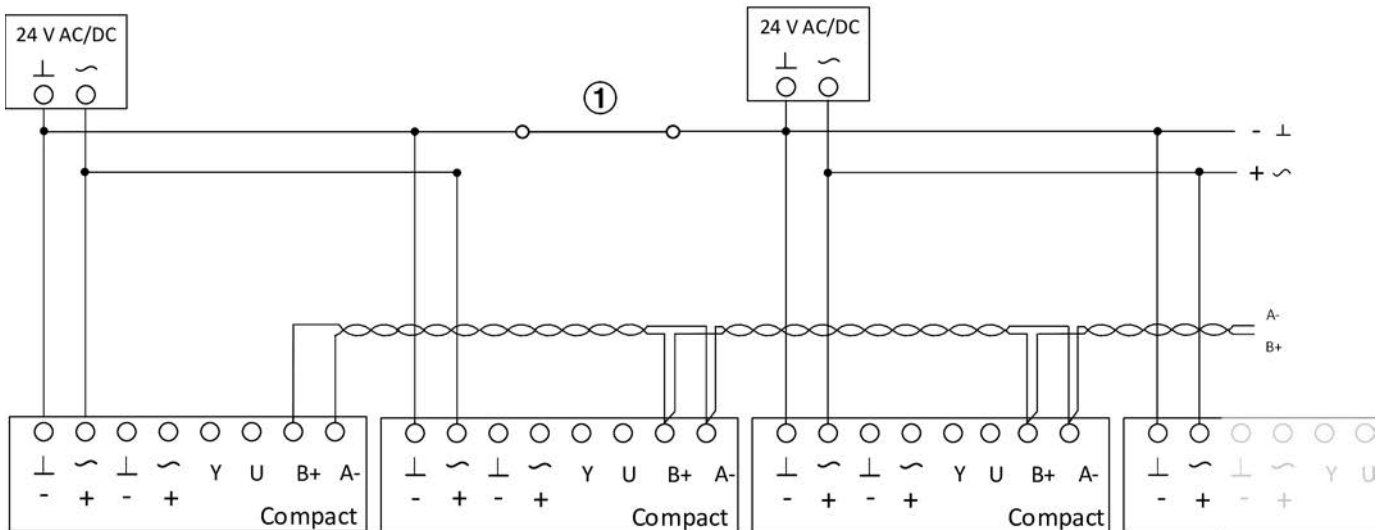 24 V AC/DC
⊥ ~
24 V AC/DC
⊥ ~
①
- ⊥
+ ~
A-
B+
⊥ ~ ⊥ ~ Y U B+ A-
- + - +
Compact
⊥ ~ ⊥ ~ Y U B+ A-
- + - +
Compact
⊥ ~ ⊥ ~ Y U B+ A-
- + - +
Compact
⊥ ~ ⊥ ~ Y U
- + - +